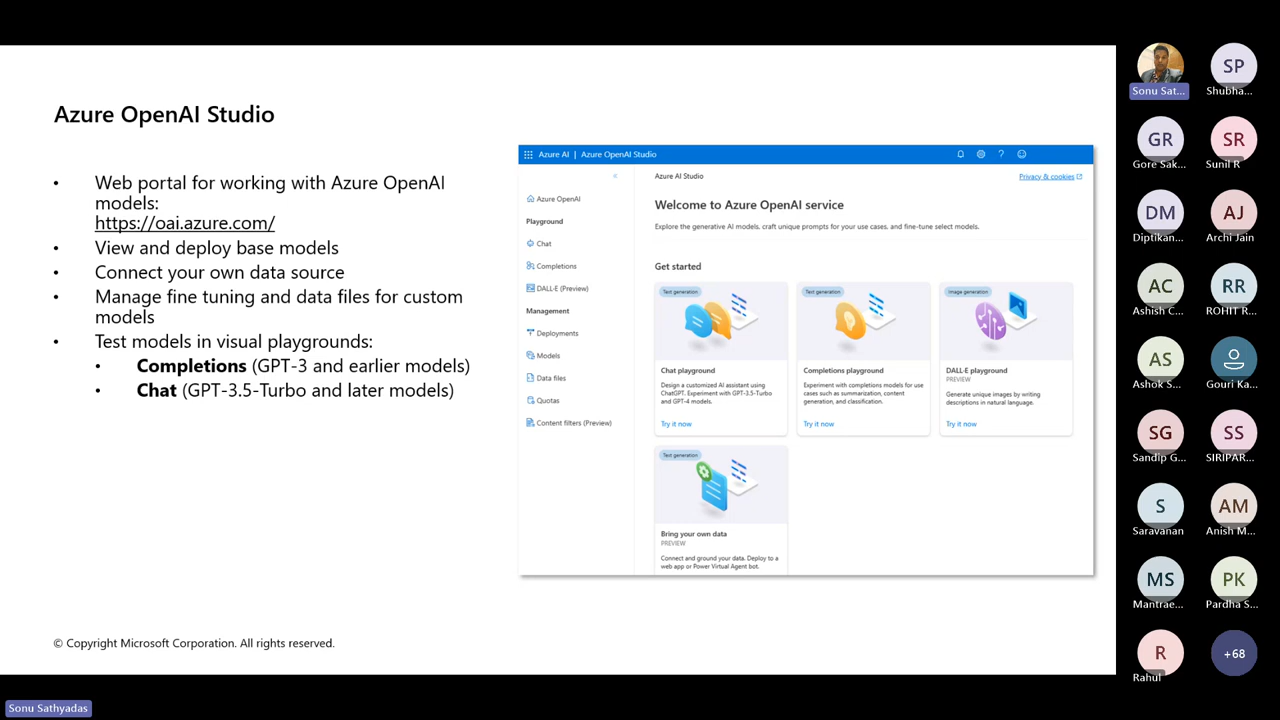 Azure OpenAI Studio
• Web portal for working with Azure OpenAI
models:
https://oai.azure.com/
• View and deploy base models
• Connect your own data source
• Manage fine tuning and data files for custom
models
• Test models in visual playgrounds:
• Completions (GPT-3 and earlier models)
• Chat (GPT-3.5-Turbo and later models)
© Copyright Microsoft Corporation. All rights reserved.
Azure AI | Azure OpenAI Studio
?
«
Azure OpenAI
Playground
Chat
Completions
DALL-E (Preview)
Management
Deployments
Models
Data files
Quotas
Content filters (Preview)
Azure AI Studio
Privacy & cookies
Welcome to Azure OpenAI service
Explore the generative AI models, craft unique prompts for your use cases, and fine-tune select models.
Get started
Text generation
Chat playground
Design a customized AI assistant using
ChatGPT. Experiment with GPT-3.5-Turbo
and GPT-4 models.
Try it now
Text generation
Completions playground
Experiment with completions models for use
cases such as summarization, content
generation, and classification.
Try it now
Image generation
DALL-E playground
PREVIEW
Generate unique images by writing
descriptions in natural language.
Try it now
Text generation
Bring your own data
PREVIEW
Connect and ground your data. Deploy to a
web app or Power Virtual Agent bot.
Sonu Sat...
SP
Shubha...
GR
Gore Sak...
SR
Sunil R
DM
Diptikan...
AJ
Archi Jain
AC
Ashish C...
RR
ROHIT R...
AS
Ashok S...
Gouri Ka...
SG
Sandip G...
SS
SIRIPAR...
S
Saravanan
AM
Anish M...
MS
Mantrae...
PK
Pardha S...
R
Rahul
+68
Sonu Sathyadas